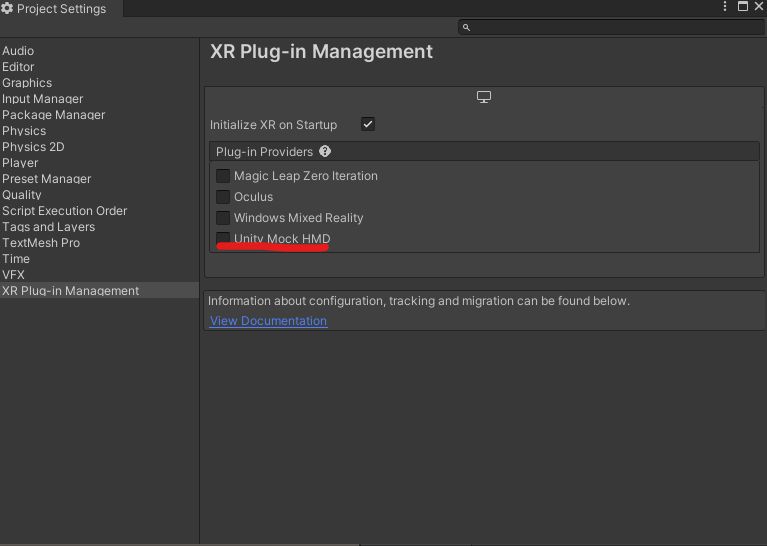 Project Settings
XR Plug-in Management
Audio
Editor
Graphics
Input Manager
Package Manager
Physics
Physics 2D
Player
Preset Manager
Quality
Script Execution Order
Tags and Layers
TextMesh Pro
Time
VFX
XR Plug-in Management
Initialize XR on Startup
Plug-in Providers ?
Magic Leap Zero Iteration
Oculus
Windows Mixed Reality
Unity Mock HMD
Information about configuration, tracking and migration can be found below.
View Documentation